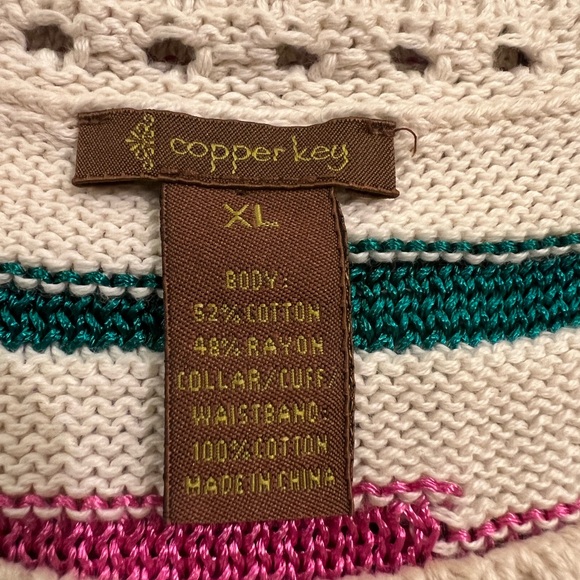 copper key
XL
BODY:
52% COTTON
48% RAYON
COLLAR/CUFF/
WAISTBAND:
100% COTTON
MADE IN CHINA